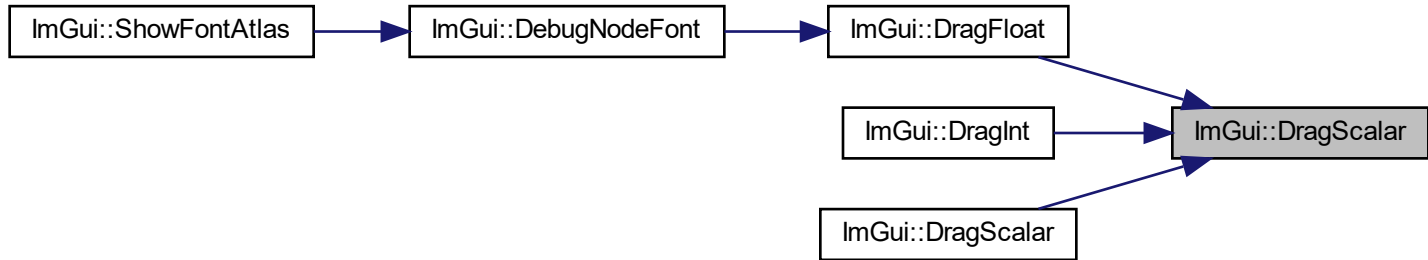 ImGui::ShowFontAtlas
ImGui::DebugNodeFont
ImGui::DragFloat
ImGui::DragInt
ImGui::DragScalar
ImGui::DragScalar